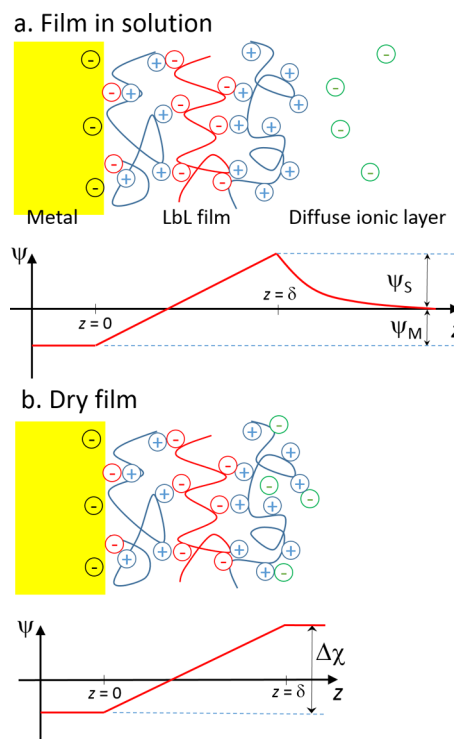 a. Film in solution
Metal LbL film Diffuse ionic layer
ψ
ψS
z = 0
z = δ
ψM
z
b. Dry film
ψ
Δχ
z = 0
z = δ
z